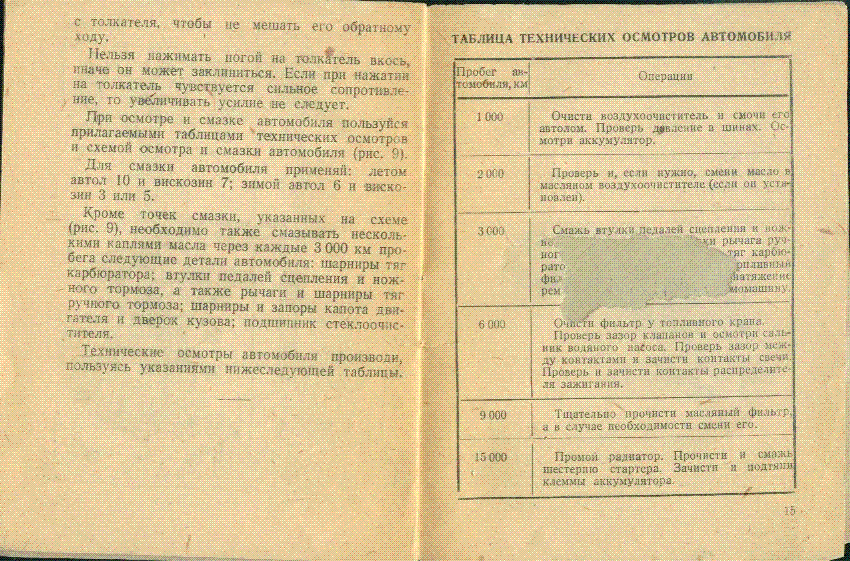 с толкателя, чтобы не мешать его обратному
ходу.
Нельзя нажимать ногой на толкатель вкось,
иначе он может заклиниться. Если при нажатии
на толкатель чувствуется сильное сопротивле-
ние, то увеличивать усилие не следует.
При осмотре и смазке автомобиля пользуйся
прилагаемыми таблицами технических осмотров
и схемой осмотра и смазки автомобиля (рис. 9).
Для смазки автомобиля применяй: летом
автол 10 и вискозин 7; зимой автол 6 и виско-
зин 3 или 5.
Кроме точек смазки, указанных на схеме
(рис. 9), необходимо также смазывать несколь-
кими каплями масла через каждые 3 000 км про-
бега следующие детали автомобиля: шарниры тяг
карбюратора; втулки педалей сцепления и нож-
ного тормоза, а также рычаги и шарниры тяг
ручного тормоза; шарниры и запоры капота дви-
гателя и дверок кузова; подшипник стеклоочис-
тителя.
Технические осмотры автомобиля производи,
пользуясь указаниями нижеследующей таблицы.
ТАБЛИЦА ТЕХНИЧЕСКИХ ОСМОТРОВ АВТОМОБИЛЯ
Пробег ав-
томобиля, км
Операция
1 000
Очисти воздухоочиститель и смочи его
автолом. Проверь давление в шинах. Ос-
мотри аккумулятор.
2 000
Проверь и, если нужно, смени масло в
масляном воздухоочистителе (если он уста-
новлен).
3 000
Смажь втулки педалей сцепления и нож-
рычага руч-
тяг карбю-
6 000
Очисти фильтр у топливного крана.
Проверь зазор клапанов и осмотри саль-
ник водяного насоса. Проверь зазор меж-
ду контактами и зачисти контакты свечи.
Проверь и зачисти контакты распределите-
ля зажигания.
9 000
Тщательно прочисти масляный фильтр,
а в случае необходимости смени его.
15 000
Промой радиатор. Прочисти и смажь
шестерню стартера. Зачисти и подтяни
клеммы аккумулятора.
15